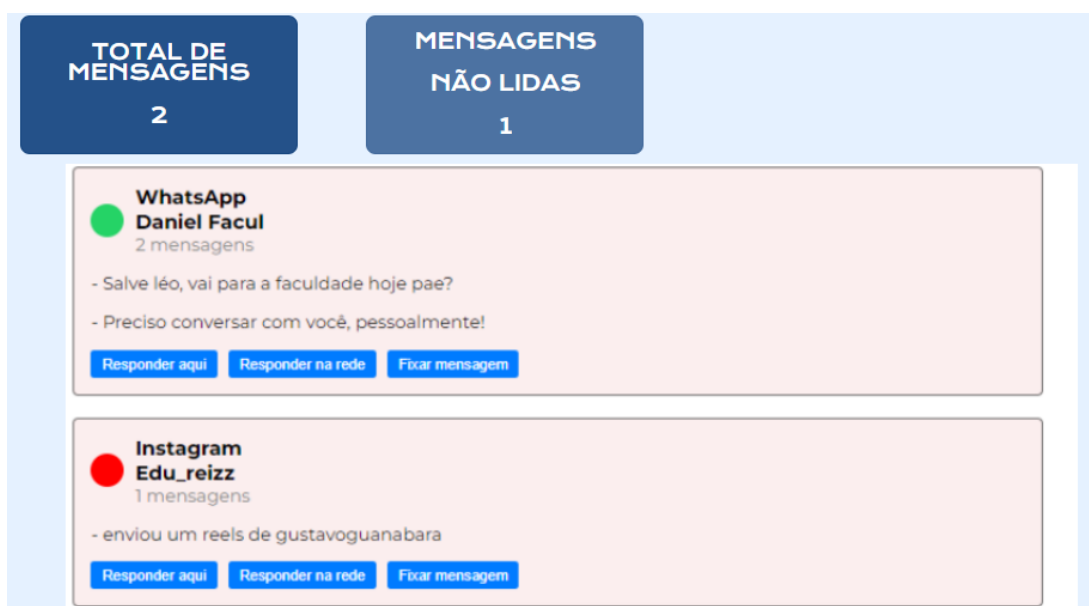 TOTAL DE
MENSAGENS
2
MENSAGENS
NÃO LIDAS
1
WhatsApp
Daniel Facul
2 mensagens
- Salve léo, vai para a faculdade hoje pae?
- Preciso conversar com você, pessoalmente!
Responder aqui Responder na rede Fixar mensagem
Instagram
Edu_reizz
1 mensagens
- enviou um reels de gustavoguanabara
Responder aqui Responder na rede Fixar mensagem